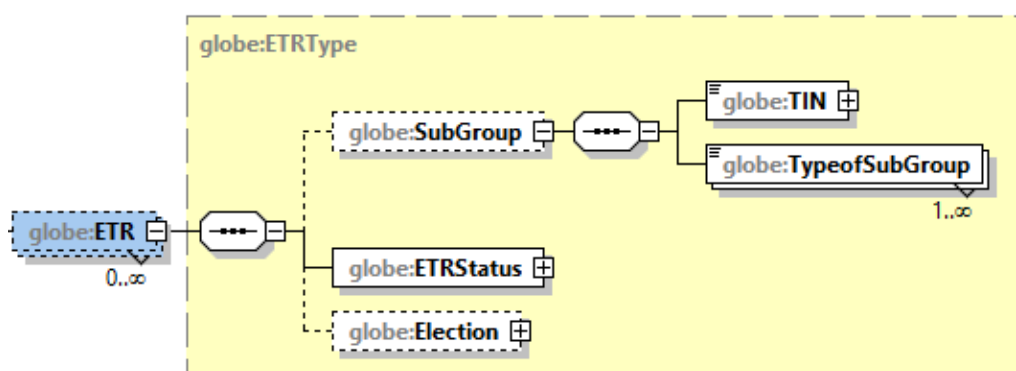 globe:ETRType
globe:TIN
globe:SubGroup
globe:TypeofSubGroup
1..∞
globe:ETR
0..∞
globe:ETRStatus
globe:Election